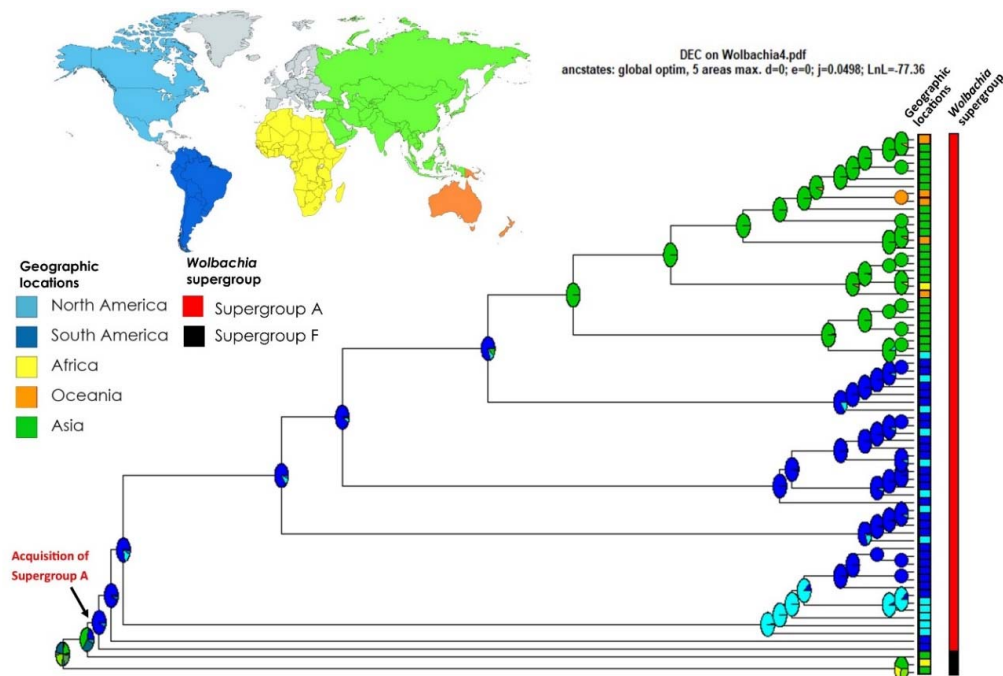 DEC on Wolbachia4.pdf
ancstates: global optim, 5 areas max. d=0; e=0; j=0.0498; LnL=-77.36
Geographic
locations
Wolbachia
supergroup
Geographic
locations
North America
South America
Africa
Oceania
Asia
Wolbachia
supergroup
Supergroup A
Supergroup F
Acquisition of
Supergroup A